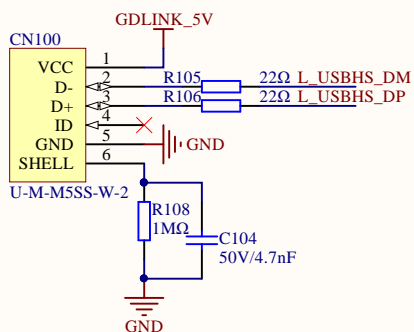 CN100
GDLINK_5V
VCC 1
D- 2 R105 22Ω L_USBHS_DM
D+ 3 R106 22Ω L_USBHS_DP
ID 4
GND 5 GND
SHELL 6
U-M-M5SS-W-2
R108
1MΩ
C104
50V/4.7nF
GND